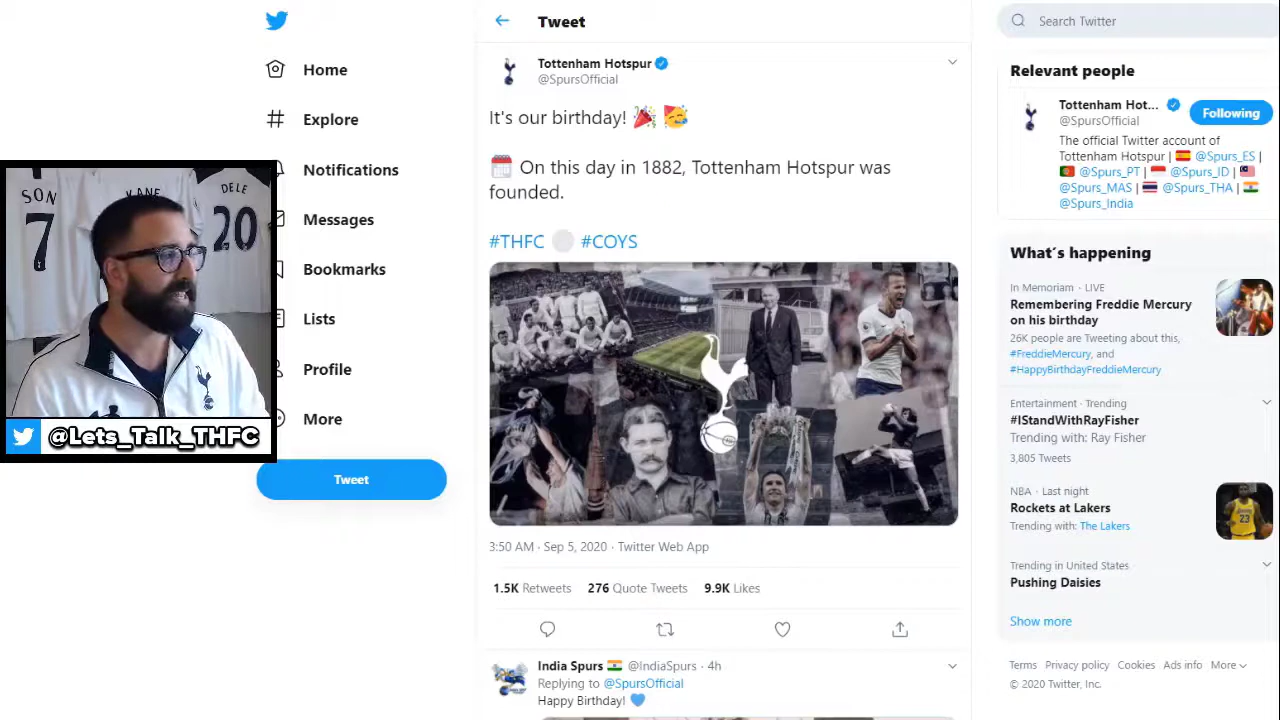 Home
Explore
Notifications
Messages
Bookmarks
Lists
Profile
More
Tweet
SON
7
KANE
DELE
20
@Lets_Talk_THFC
Tweet
Tottenham Hotspur
@SpursOfficial
It's our birthday! 🎉 🥳
📅 On this day in 1882, Tottenham Hotspur was
founded.
#THFC ⚪ #COYS
3:50 AM · Sep 5, 2020 · Twitter Web App
1.5K Retweets 276 Quote Tweets 9.9K Likes
India Spurs 🇮🇳 @IndiaSpurs · 4h
Replying to @SpursOfficial
Happy Birthday! 💙
Search Twitter
Relevant people
Tottenham Hot...
@SpursOfficial
Following
The official Twitter account of
Tottenham Hotspur | 🇪🇸 @Spurs_ES |
🇵🇹 @Spurs_PT | 🇮🇩 @Spurs_ID | 🇲🇾
@Spurs_MAS | 🇹🇭 @Spurs_THA | 🇮🇳
@Spurs_India
What's happening
In Memoriam · LIVE
Remembering Freddie Mercury
on his birthday
26K people are Tweeting about this,
#FreddieMercury, and
#HappyBirthdayFreddieMercury
Entertainment · Trending
#IStandWithRayFisher
Trending with: Ray Fisher
3,805 Tweets
NBA · Last night
Rockets at Lakers
Trending with: The Lakers
23
Trending in United States
Pushing Daisies
Show more
Terms Privacy policy Cookies Ads info More
© 2020 Twitter, Inc.